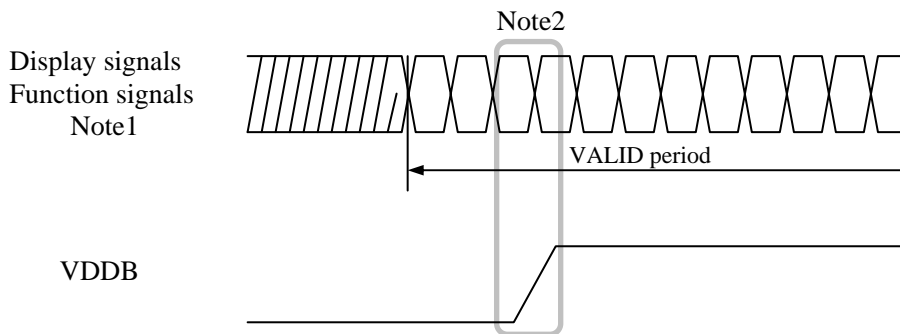 Note2
Display signals
Function signals
Note1
VALID period
VDDB